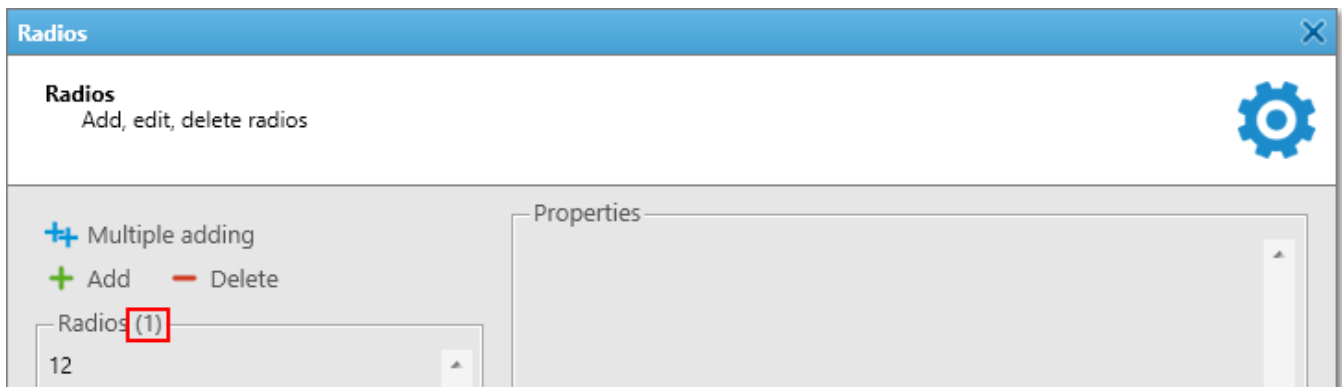 Radios
Radios
Add, edit, delete radios
Multiple adding
Add
Delete
Radios (1)
12
Properties